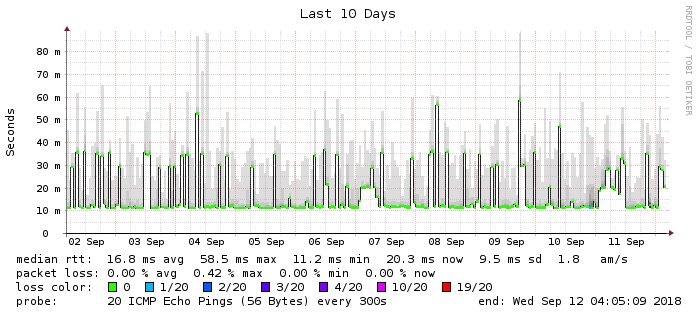 Last 10 Days
RRDTOOL / TOBI OETIKER
Seconds
80 m
70 m
60 m
50 m
40 m
30 m
20 m
10 m
0
02 Sep 03 Sep 04 Sep 05 Sep 06 Sep 07 Sep 08 Sep 09 Sep 10 Sep 11 Sep
median rtt: 16.8 ms avg 58.5 ms max 11.2 ms min 20.3 ms now 9.5 ms sd 1.8 am/s
packet loss: 0.00 % avg 0.42 % max 0.00 % min 0.00 % now
loss color: 0 1/20 2/20 3/20 4/20 10/20 19/20
probe: 20 ICMP Echo Pings (56 Bytes) every 300s end: Wed Sep 12 04:05:09 2018